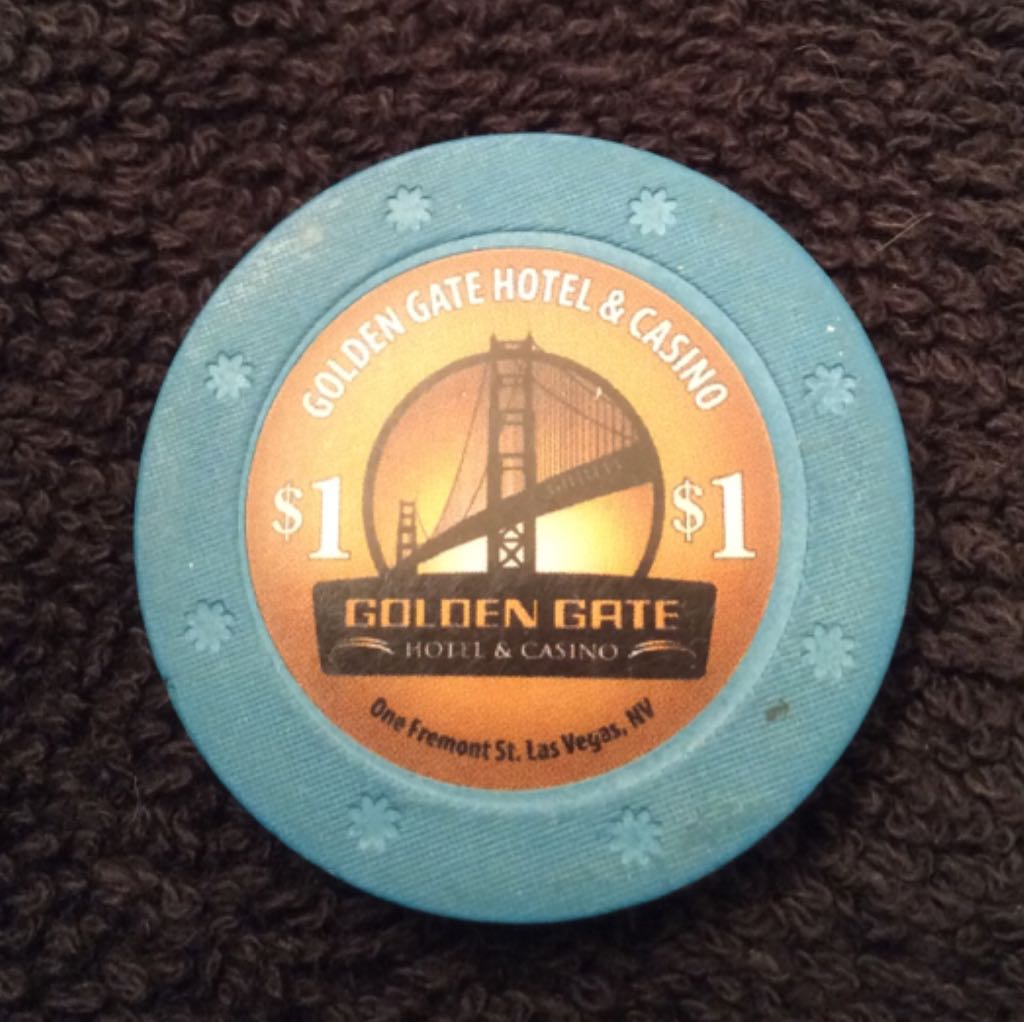 GOLDEN GATE HOTEL & CASINO
$1 $1
GOLDEN GATE
HOTEL & CASINO
One Fremont St. Las Vegas, NV